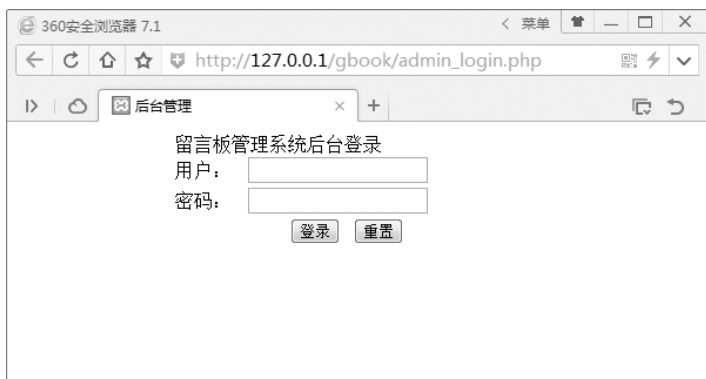 360安全浏览器 7.1
菜单
http://127.0.0.1/gbook/admin_login.php
后台管理
留言板管理系统后台登录
用户：
密码：
登录 重置